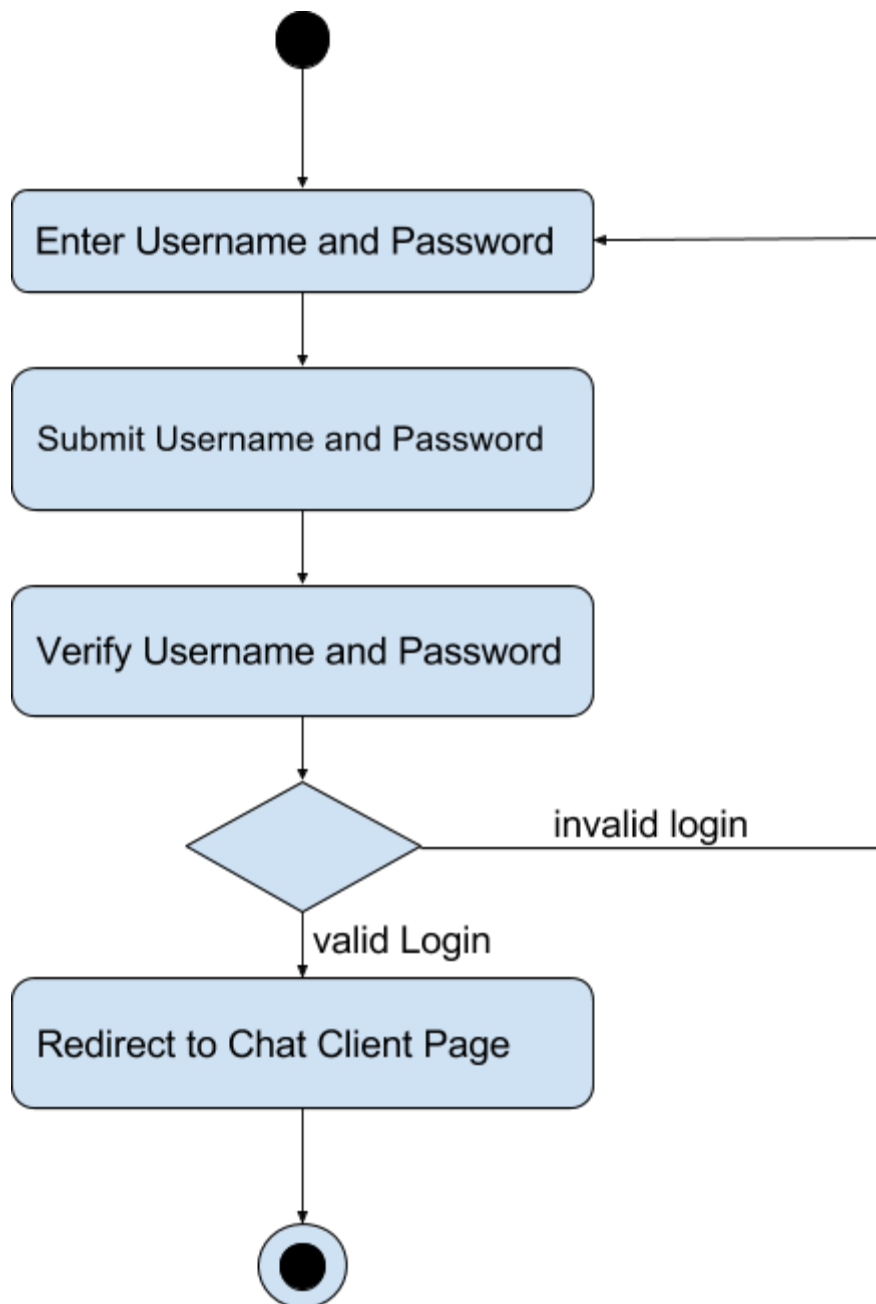 Enter Username and Password
Submit Username and Password
Verify Username and Password
invalid login
valid Login
Redirect to Chat Client Page